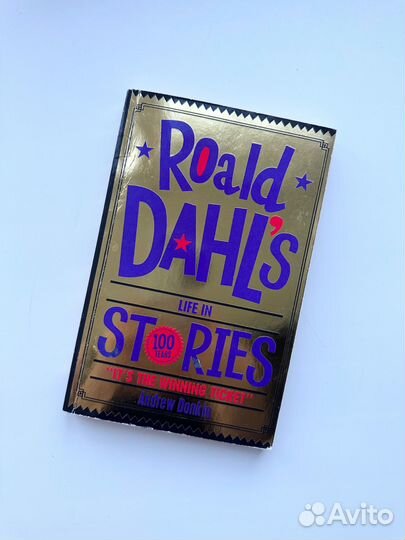 Roald
DAHL's
LIFE IN
STORIES
100
YEARS
"IT'S THE WINNING TICKET"
Andrew Donkin
Avito